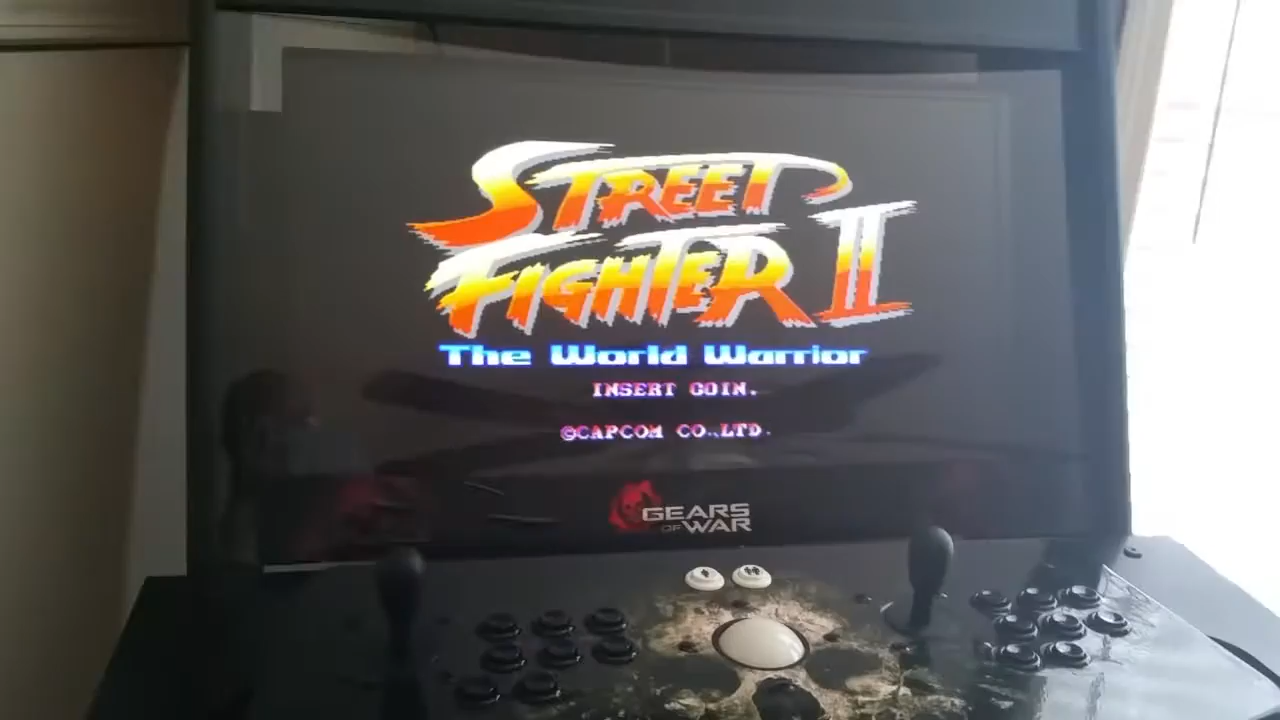 STREET
FIGHTER II
The World Warrior
INSERT COIN.
©CAPCOM CO.,LTD.
GEARS
OF WAR